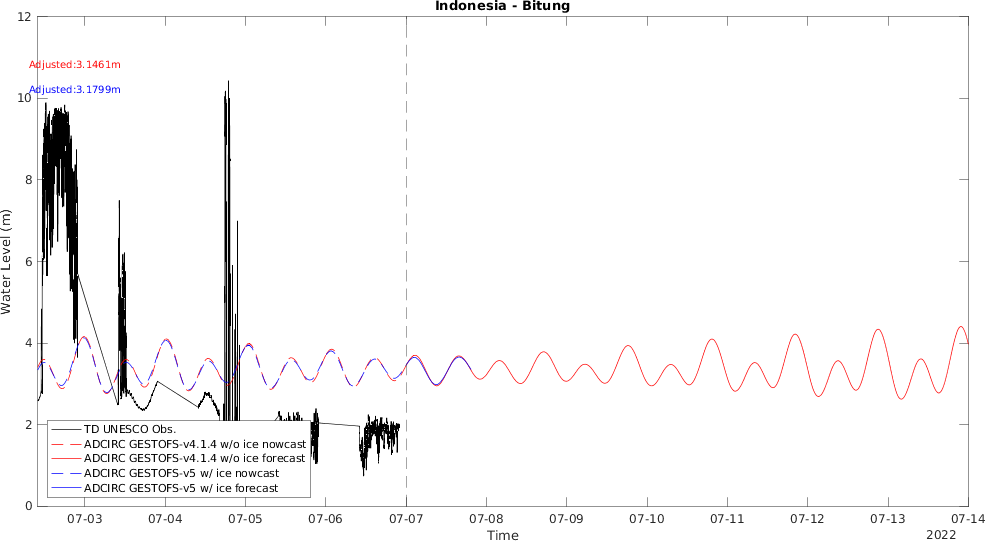 Indonesia - Bitung
12
10
8
6
4
2
0
Water Level (m)
Adjusted:3.1461m
Adjusted:3.1799m
TD UNESCO Obs.
ADCIRC GESTOFS-v4.1.4 w/o ice nowcast
ADCIRC GESTOFS-v4.1.4 w/o ice forecast
ADCIRC GESTOFS-v5 w/ ice nowcast
ADCIRC GESTOFS-v5 w/ ice forecast
07-03 07-04 07-05 07-06 07-07 07-08 07-09 07-10 07-11 07-12 07-13 07-14
Time
2022